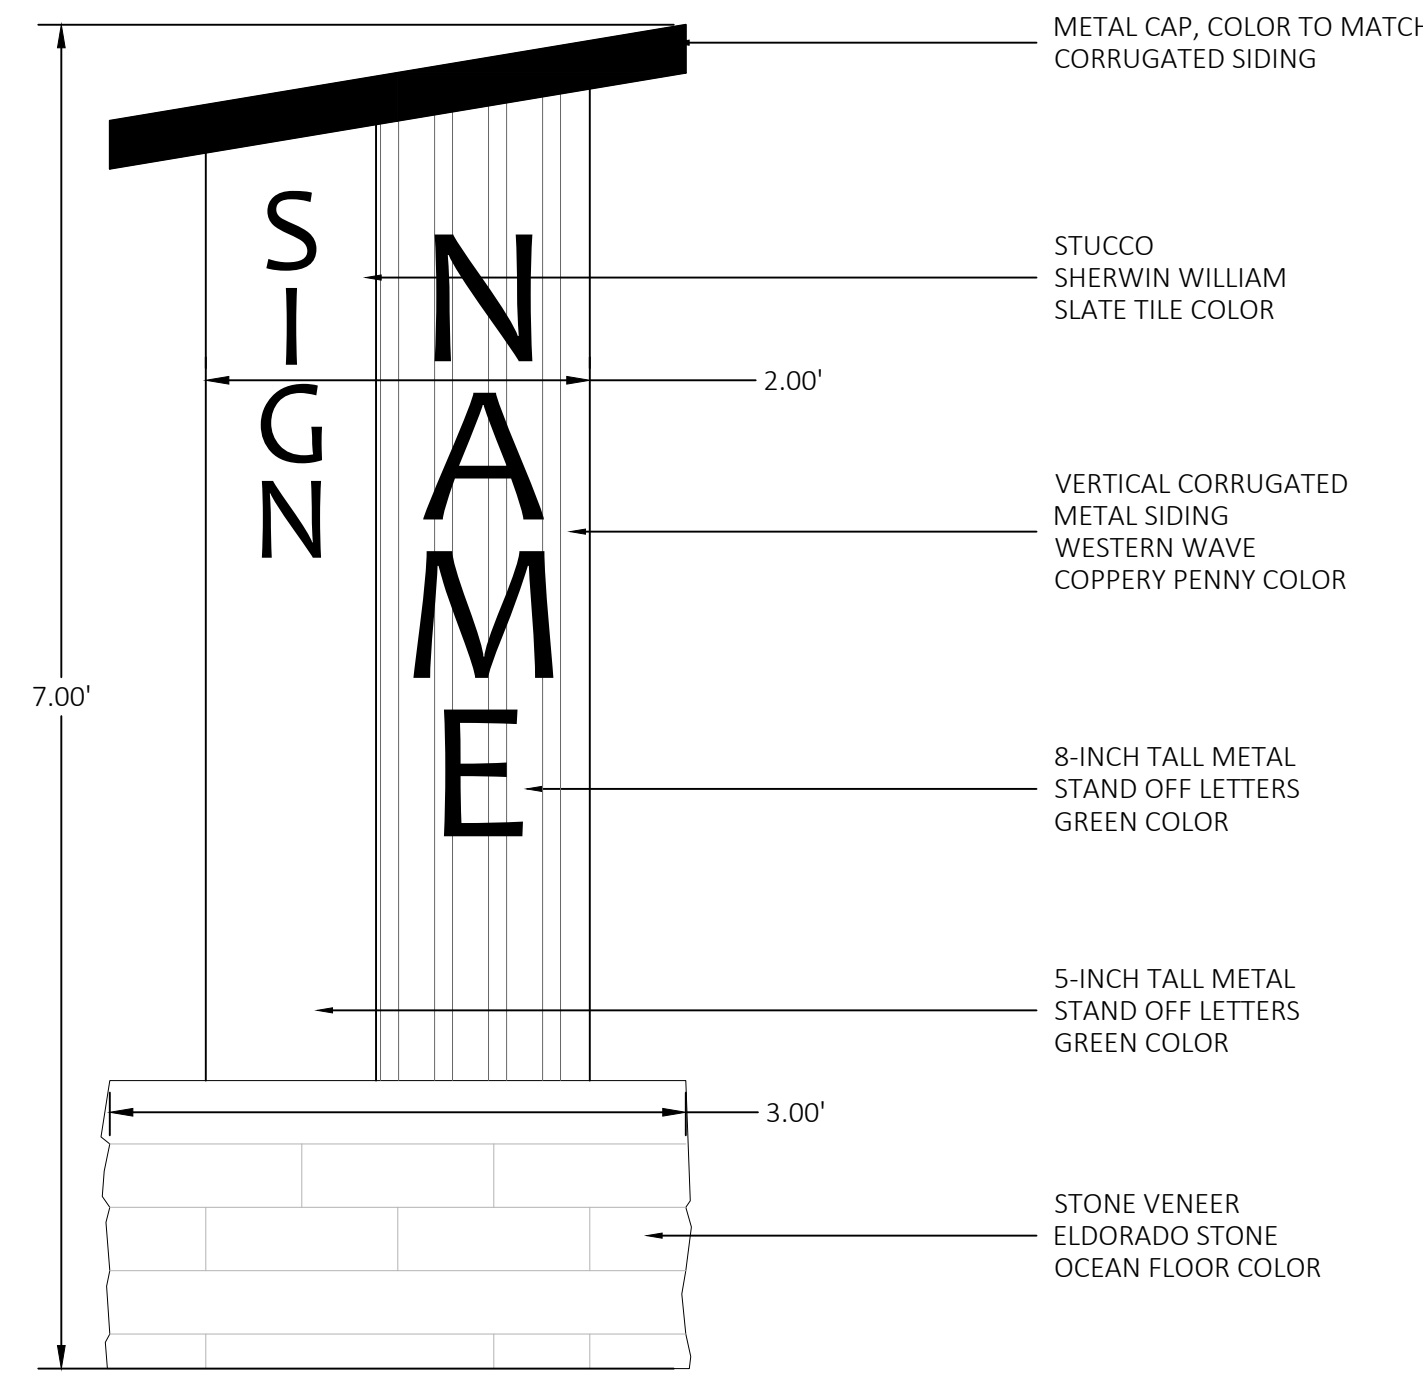 METAL CAP, COLOR TO MATCH
CORRUGATED SIDING
S
I
G
N
N
A
M
E
STUCCO
SHERWIN WILLIAM
SLATE TILE COLOR
2.00'
VERTICAL CORRUGATED
METAL SIDING
WESTERN WAVE
COPPERY PENNY COLOR
7.00'
8-INCH TALL METAL
STAND OFF LETTERS
GREEN COLOR
5-INCH TALL METAL
STAND OFF LETTERS
GREEN COLOR
3.00'
STONE VENEER
ELDORADO STONE
OCEAN FLOOR COLOR